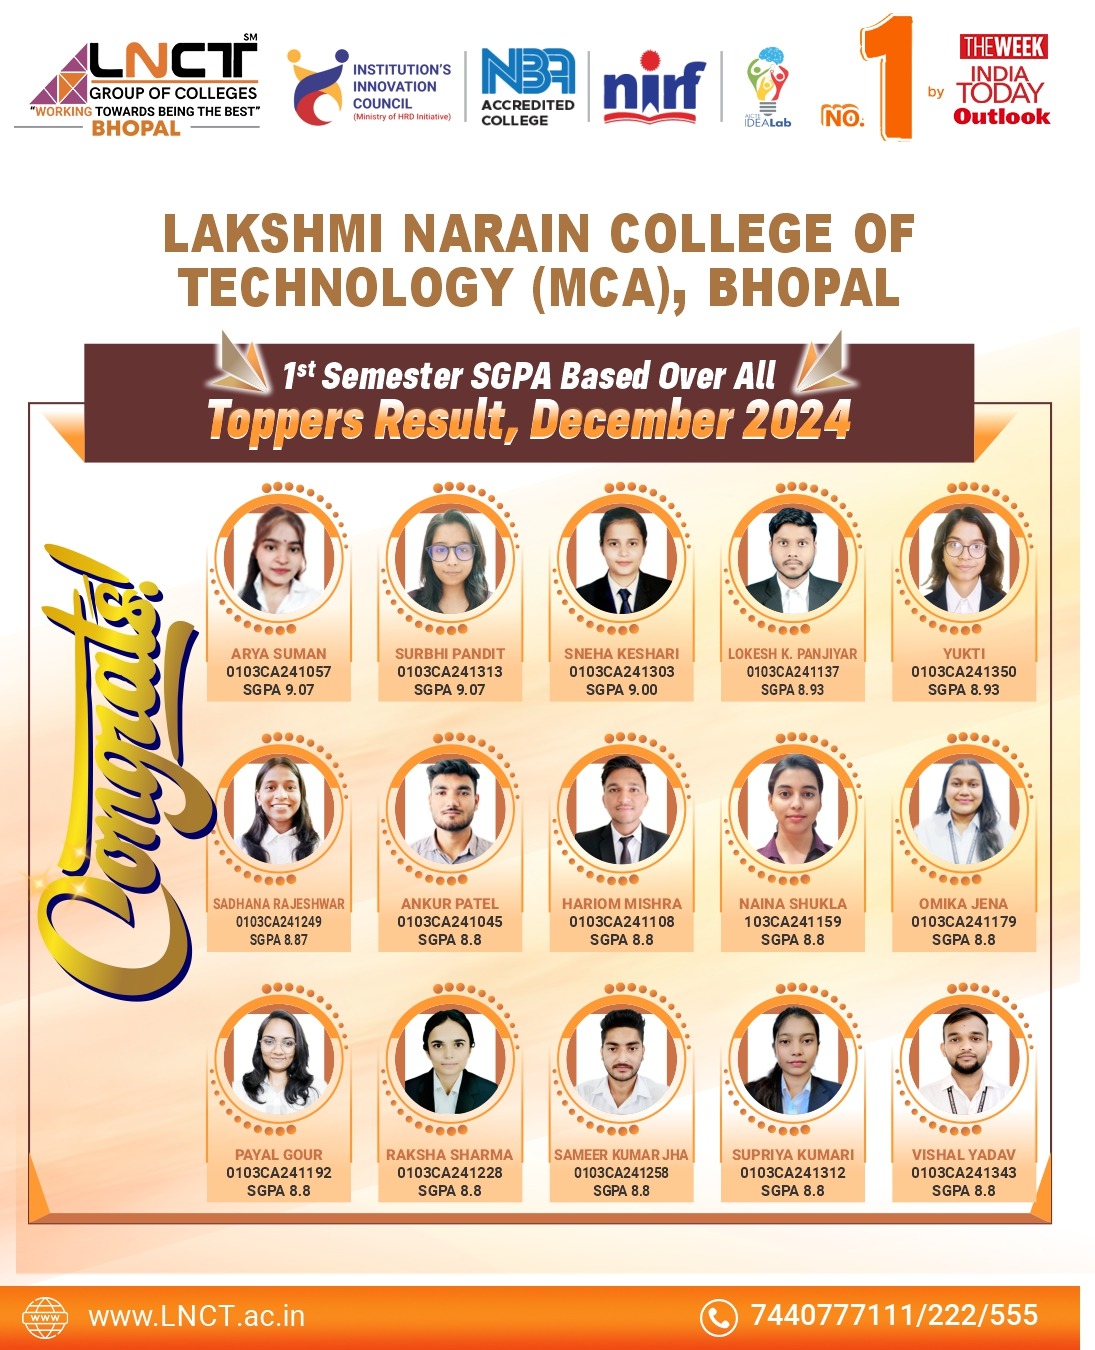 LNCT SM
GROUP OF COLLEGES
"WORKING TOWARDS BEING THE BEST"
BHOPAL
INSTITUTION'S
INNOVATION
COUNCIL
(Ministry of HRD Initiative)
NBA
ACCREDITED
COLLEGE
nirf
AICTE
IDEALab
NO. 1
by
THE WEEK
INDIA
TODAY
Outlook
LAKSHMI NARAIN COLLEGE OF
TECHNOLOGY (MCA), BHOPAL
1st Semester SGPA Based Over All
Toppers Result, December 2024
Congrats!
ARYA SUMAN
0103CA241057
SGPA 9.07
SURBHI PANDIT
0103CA241313
SGPA 9.07
SNEHA KESHARI
0103CA241303
SGPA 9.00
LOKESH K. PANJIYAR
0103CA241137
SGPA 8.93
YUKTI
0103CA241350
SGPA 8.93
SADHANA RAJESHWAR
0103CA241249
SGPA 8.87
ANKUR PATEL
0103CA241045
SGPA 8.8
HARIOM MISHRA
0103CA241108
SGPA 8.8
NAINA SHUKLA
103CA241159
SGPA 8.8
OMIKA JENA
0103CA241179
SGPA 8.8
PAYAL GOUR
0103CA241192
SGPA 8.8
RAKSHA SHARMA
0103CA241228
SGPA 8.8
SAMEER KUMAR JHA
0103CA241258
SGPA 8.8
SUPRIYA KUMARI
0103CA241312
SGPA 8.8
VISHAL YADAV
0103CA241343
SGPA 8.8
www
www.LNCT.ac.in
7440777111/222/555